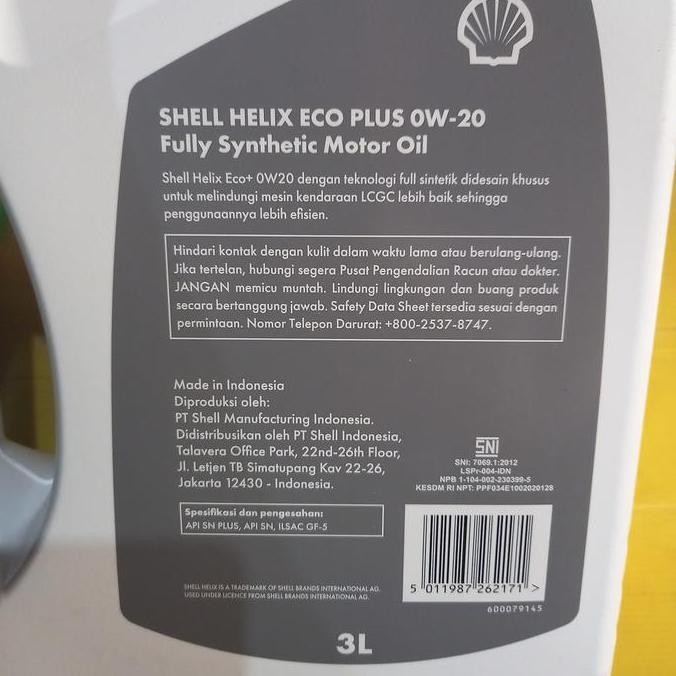 SHELL HELIX ECO PLUS 0W-20
Fully Synthetic Motor Oil
Shell Helix Eco+ 0W20 dengan teknologi full sintetik didesain khusus
untuk melindungi mesin kendaraan LCGC lebih baik sehingga
penggunaannya lebih efisien.
Hindari kontak dengan kulit dalam waktu lama atau berulang-ulang.
Jika tertelan, hubungi segera Pusat Pengendalian Racun atau dokter.
JANGAN memicu muntah. Lindungi lingkungan dan buang produk
secara bertanggung jawab. Safety Data Sheet tersedia sesuai dengan
permintaan. Nomor Telepon Darurat: +800-2537-8747.
Made in Indonesia
Diproduksi oleh:
PT Shell Manufacturing Indonesia.
Didistribusikan oleh PT Shell Indonesia,
Talavera Office Park, 22nd-26th Floor,
Jl. Letjen TB Simatupang Kav 22-26,
Jakarta 12430 - Indonesia.
SNI
SNI: 7069.1:2012
LSPr-004-IDN
NPB 1-104-002-230399-5
KESDM RI NPT: PPF034E1002020128
Spesifikasi dan pengesahan:
API SN PLUS, API SN, ILSAC GF-5
5 011987 262171 >
600079145
SHELL HELIX IS A TRADEMARK OF SHELL BRANDS INTERNATIONAL AG.
USED UNDER LICENCE FROM SHELL BRANDS INTERNATIONAL AG.
3L